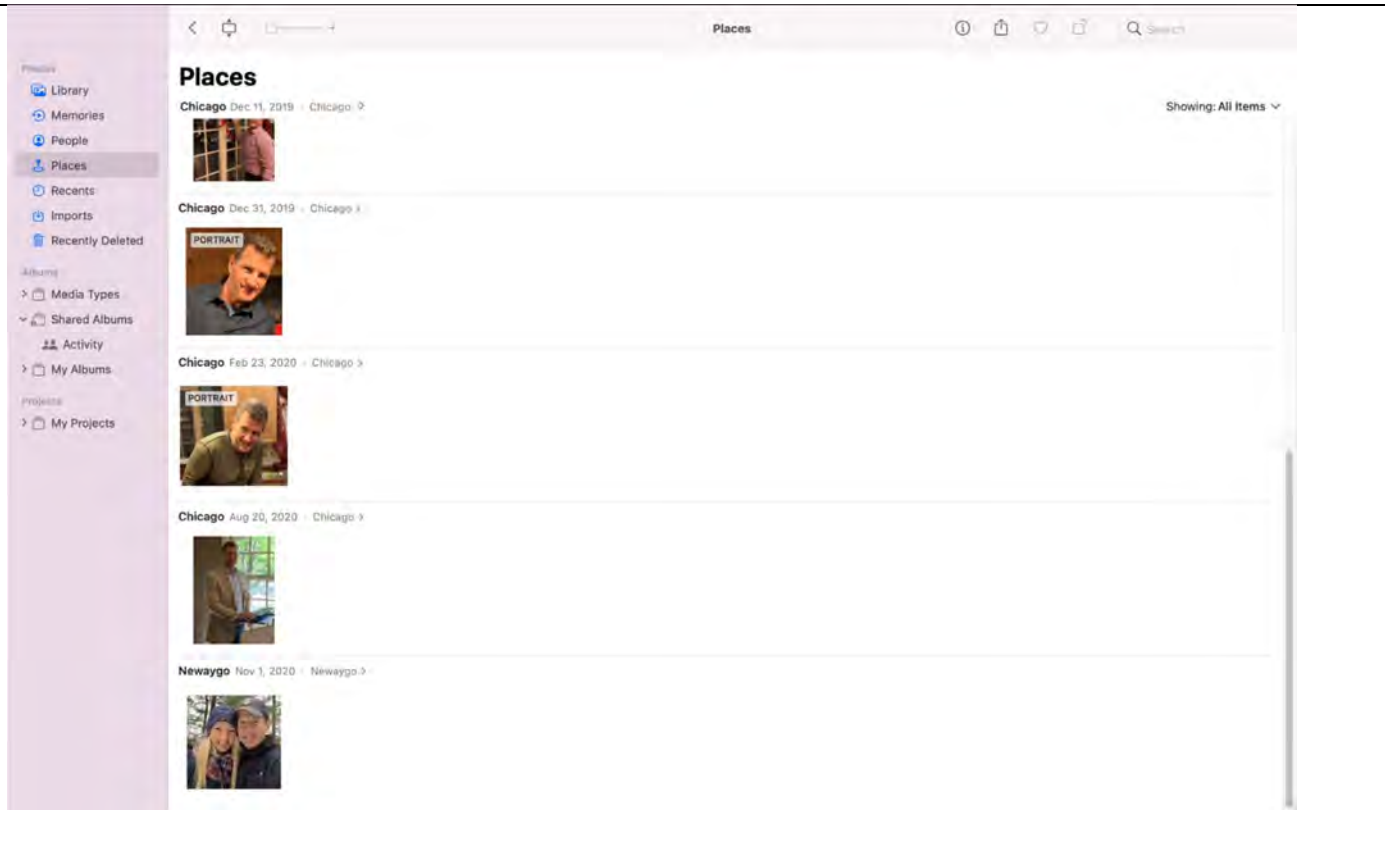 Places
Search
Photos
Library
Memories
People
Places
Recents
Imports
Recently Deleted
Albums
Media Types
Shared Albums
Activity
My Albums
Projects
My Projects
Places
Showing: All Items
Chicago Dec 11, 2019 · Chicago >
Chicago Dec 31, 2019 · Chicago >
PORTRAIT
Chicago Feb 23, 2020 · Chicago >
PORTRAIT
Chicago Aug 20, 2020 · Chicago >
Newaygo Nov 1, 2020 · Newaygo >